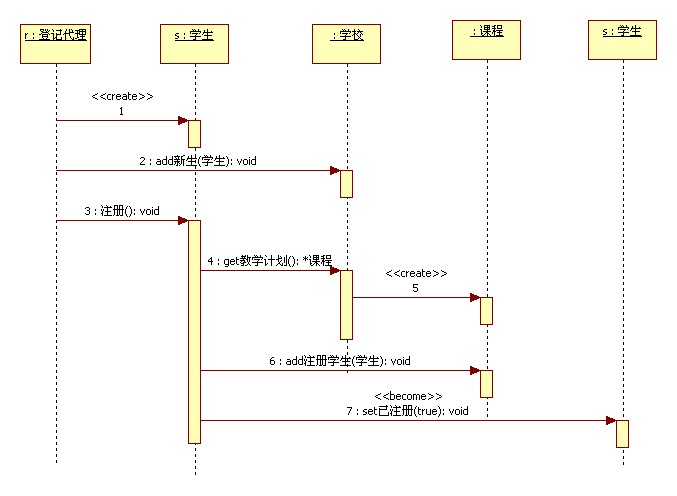 r : 登记代理
s : 学生
: 学校
: 课程
s : 学生
<<create>>
1
2 : add新生(学生): void
3 : 注册(): void
4 : get教学计划(): *课程
<<create>>
5
6 : add注册学生(学生): void
<<become>>
7 : set已注册(true): void